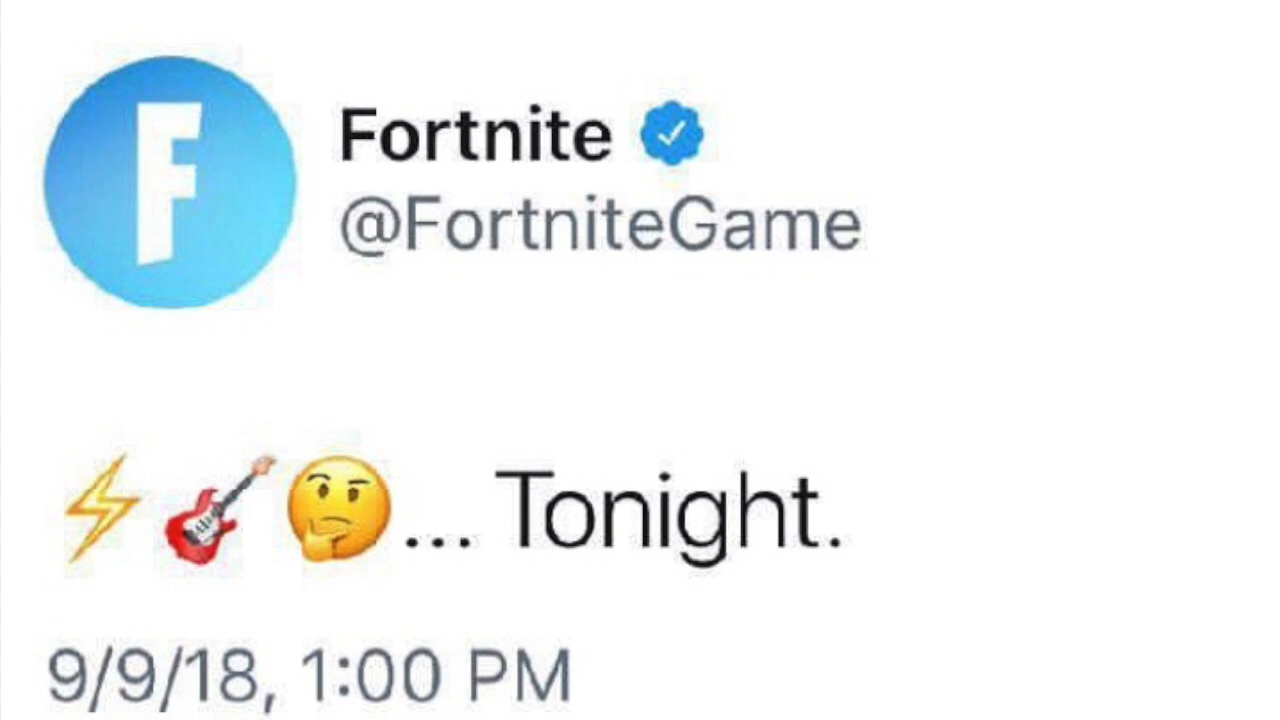 F
Fortnite
@FortniteGame
⚡🎸🤔... Tonight.
9/9/18, 1:00 PM